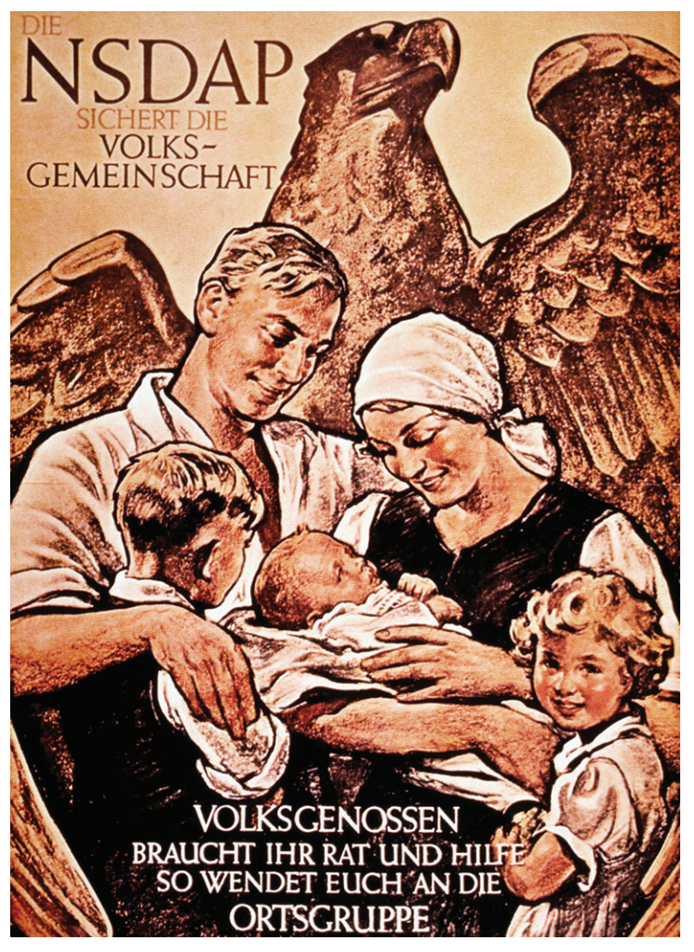 DIE
NSDAP
SICHERT DIE
VOLKS-
GEMEINSCHAFT
VOLKSGENOSSEN
BRAUCHT IHR RAT UND HILFE
SO WENDET EUCH AN DIE
ORTSGRUPPE